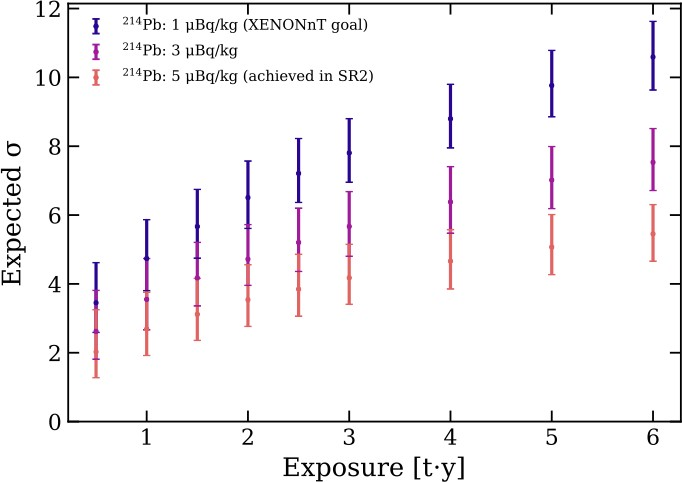 12
10
8
6
4
2
0
Expected σ
²¹⁴Pb: 1 μBq/kg (XENONnT goal)
²¹⁴Pb: 3 μBq/kg
²¹⁴Pb: 5 μBq/kg (achieved in SR2)
1 2 3 4 5 6
Exposure [t·y]